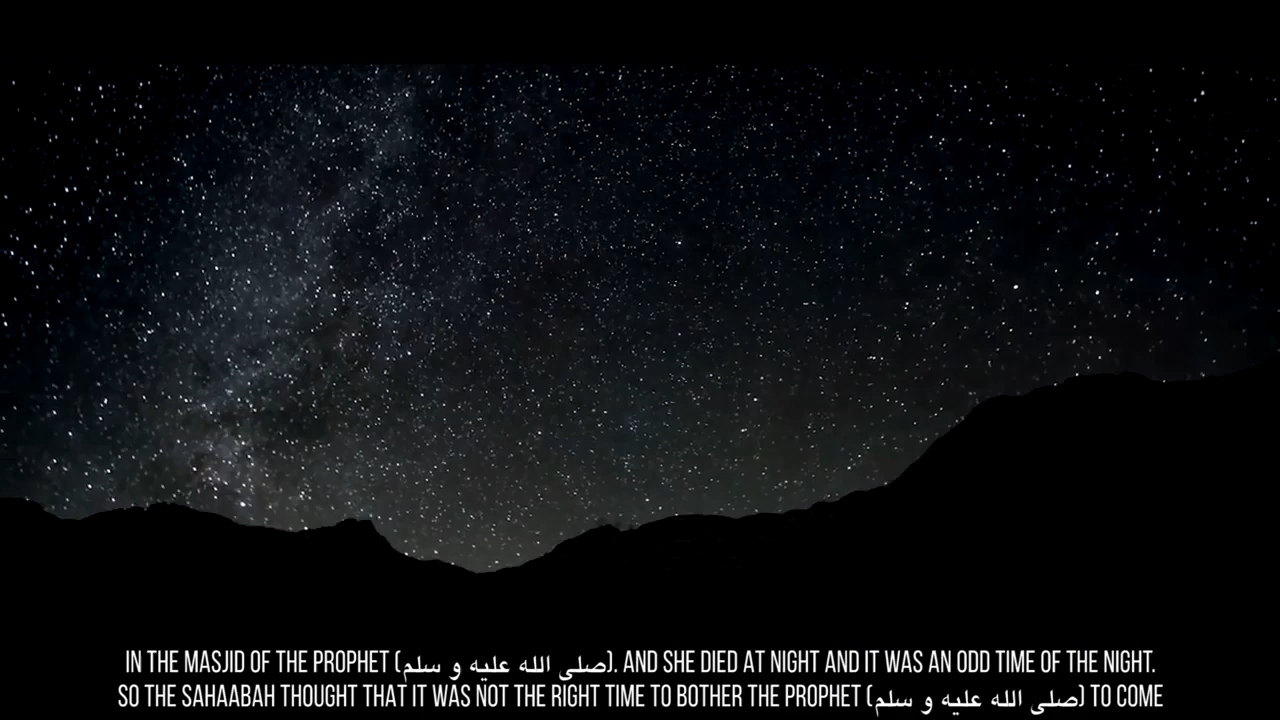 IN THE MASJID OF THE PROPHET (صلى الله عليه و سلم). AND SHE DIED AT NIGHT AND IT WAS AN ODD TIME OF THE NIGHT.
SO THE SAHAABAH THOUGHT THAT IT WAS NOT THE RIGHT TIME TO BOTHER THE PROPHET (صلى الله عليه و سلم) TO COME